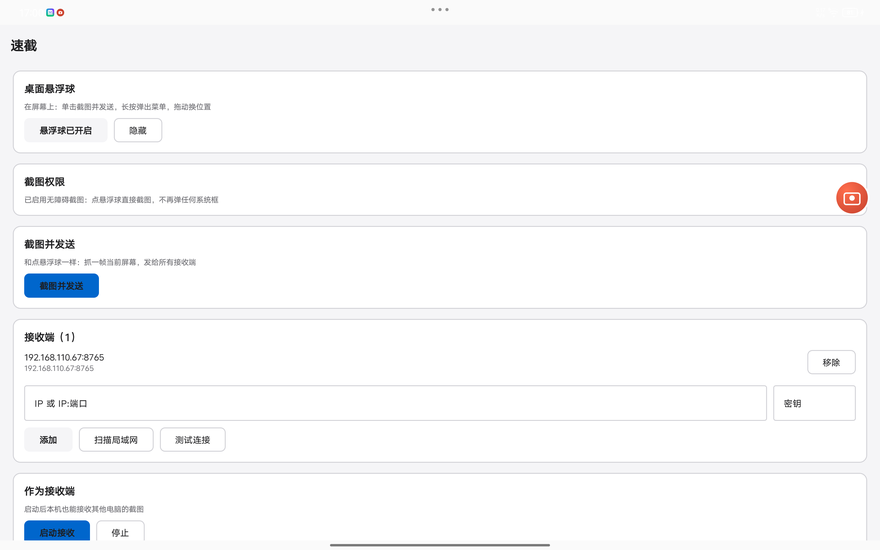 速截
桌面悬浮球
在屏幕上：单击截图并发送，长按弹出菜单，拖动换位置
悬浮球已开启
隐藏
截图权限
已启用无障碍截图：点悬浮球直接截图，不再弹任何系统框
截图并发送
和点悬浮球一样：抓一帧当前屏幕，发给所有接收端
截图并发送
接收端（1）
192.168.110.67:8765
192.168.110.67:8765
移除
IP 或 IP:端口
密钥
添加
扫描局域网
测试连接
作为接收端
启动后本机也能接收其他电脑的截图
启动接收
停止